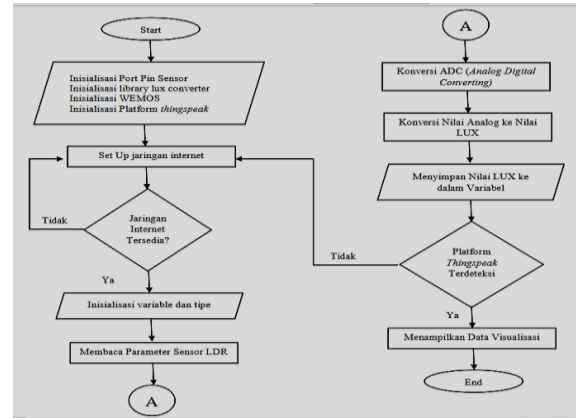 Start
Inisialisasi Port Pin Sensor
Inisialisasi library lux converter
Inisialisasi WEMOS
Inisialisasi Platform thingspeak
Set Up jaringan internet
Jaringan
Internet
Tersedia?
Tidak
Ya
Inisialisasi variable dan tipe
Membaca Parameter Sensor LDR
A
A
Konversi ADC (Analog Digital
Converting)
Konversi Nilai Analog ke Nilai
LUX
Menyimpan Nilai LUX ke
dalam Variabel
Platform
Thingspeak
Terdeteksi
Tidak
Ya
Menampilkan Data Visualisasi
End